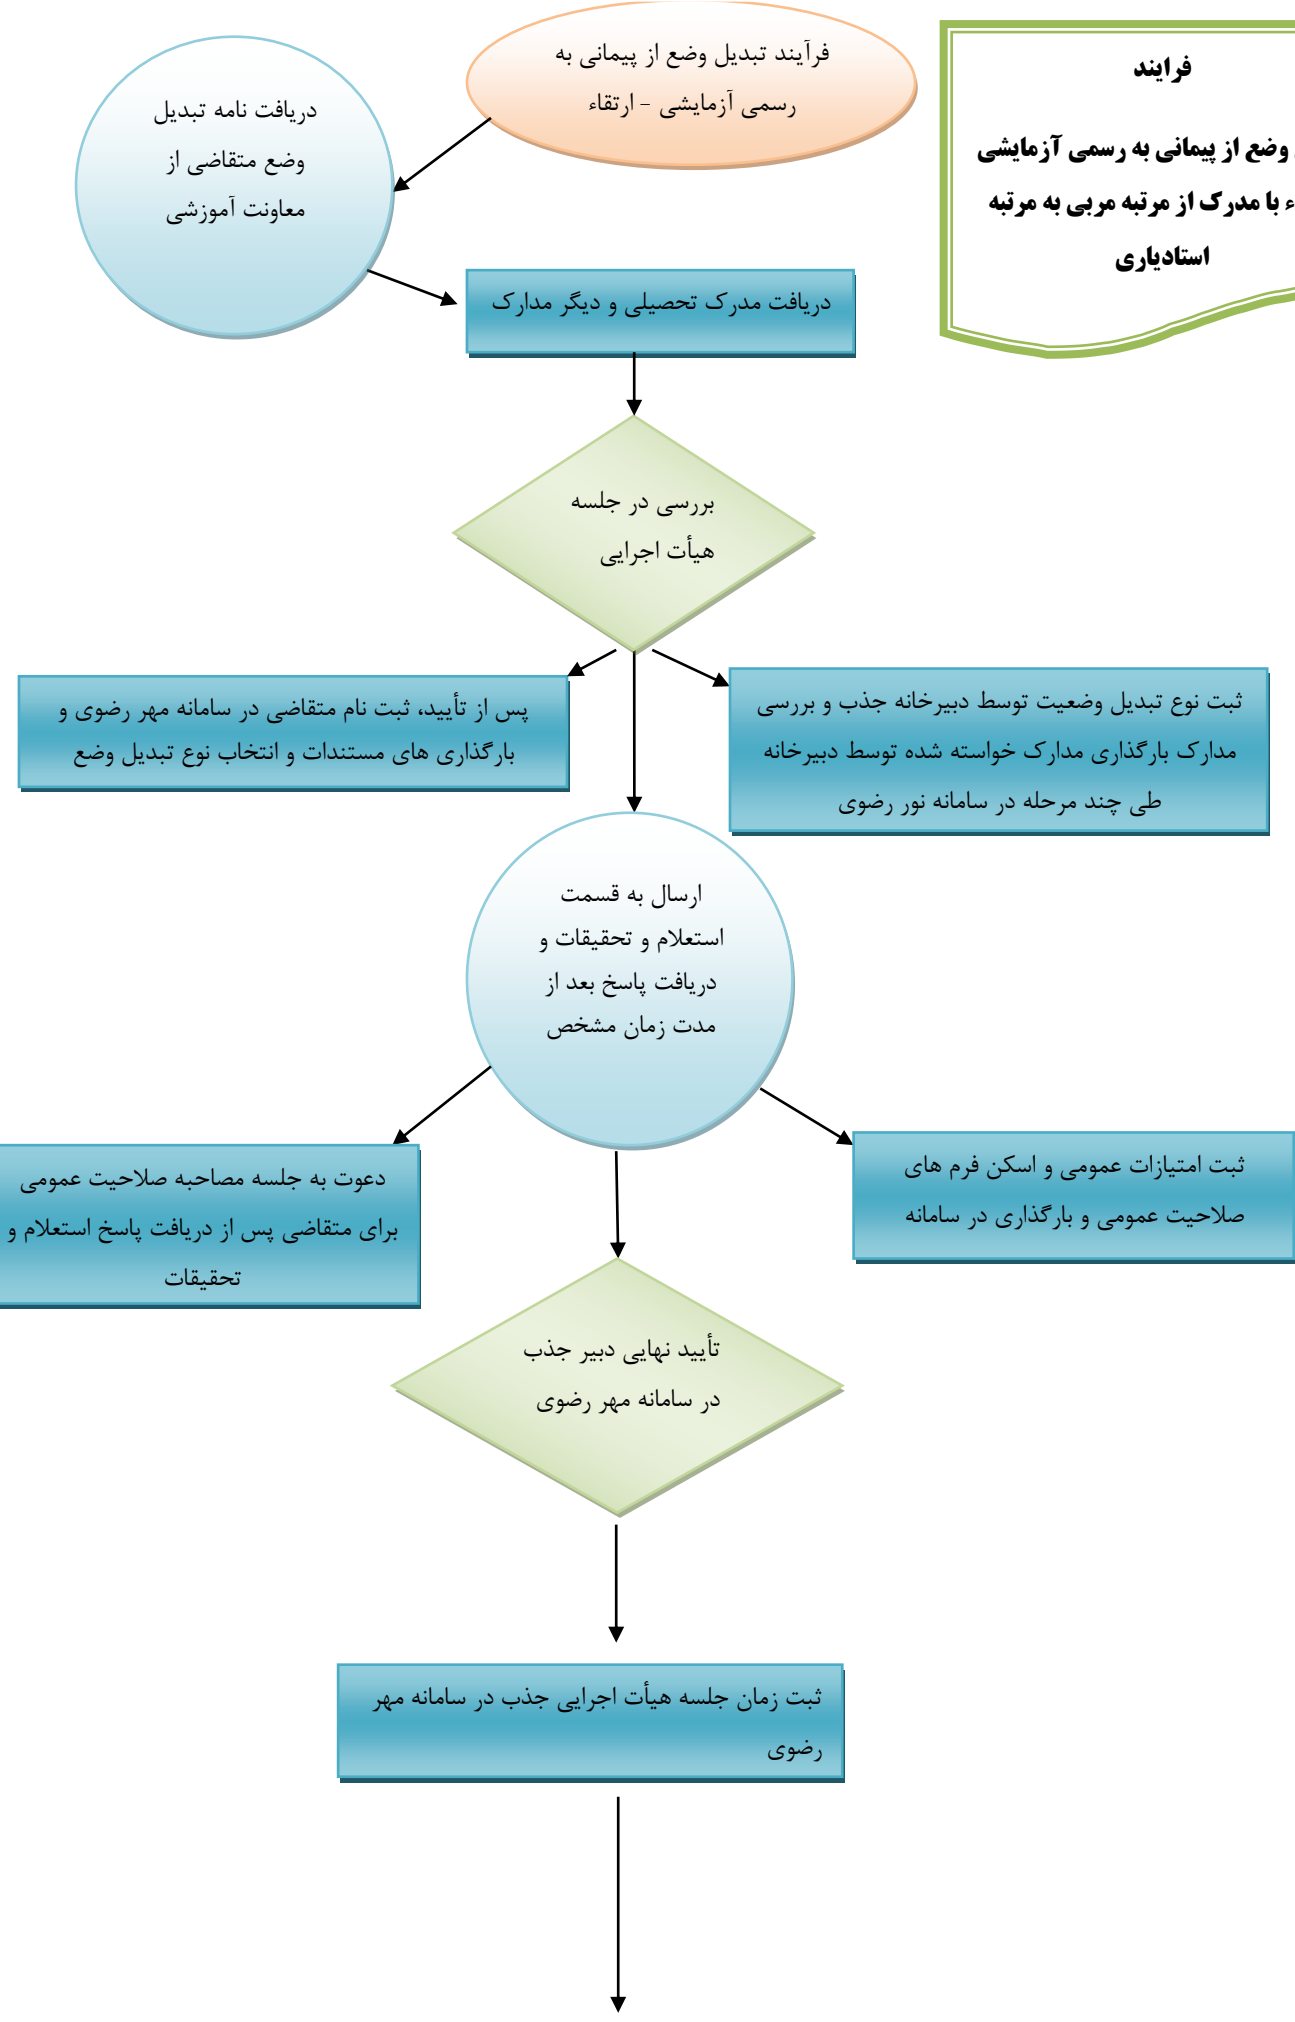 فرایند
وضع از پیمانی به رسمی آزمایشی
با مدرک از مرتبه مربی به مرتبه
استادیاری
فرآیند تبدیل وضع از پیمانی به
رسمی آزمایشی - ارتقاء
دریافت نامه تبدیل
وضع متقاضی از
معاونت آموزشی
دریافت مدرک تحصیلی و دیگر مدارک
بررسی در جلسه
هیأت اجرایی
ثبت نوع تبدیل وضعیت توسط دبیرخانه جذب و بررسی
مدارک بارگذاری مدارک خواسته شده توسط دبیرخانه
طی چند مرحله در سامانه نور رضوی
پس از تأیید، ثبت نام متقاضی در سامانه مهر رضوی و
بارگذاری های مستندات و انتخاب نوع تبدیل وضع
ارسال به قسمت
استعلام و تحقیقات و
دریافت پاسخ بعد از
مدت زمان مشخص
ثبت امتیازات عمومی و اسکن فرم های
صلاحیت عمومی و بارگذاری در سامانه
دعوت به جلسه مصاحبه صلاحیت عمومی
برای متقاضی پس از دریافت پاسخ استعلام و
تحقیقات
تأیید نهایی دبیر جذب
در سامانه مهر رضوی
ثبت زمان جلسه هیأت اجرایی جذب در سامانه مهر
رضوی